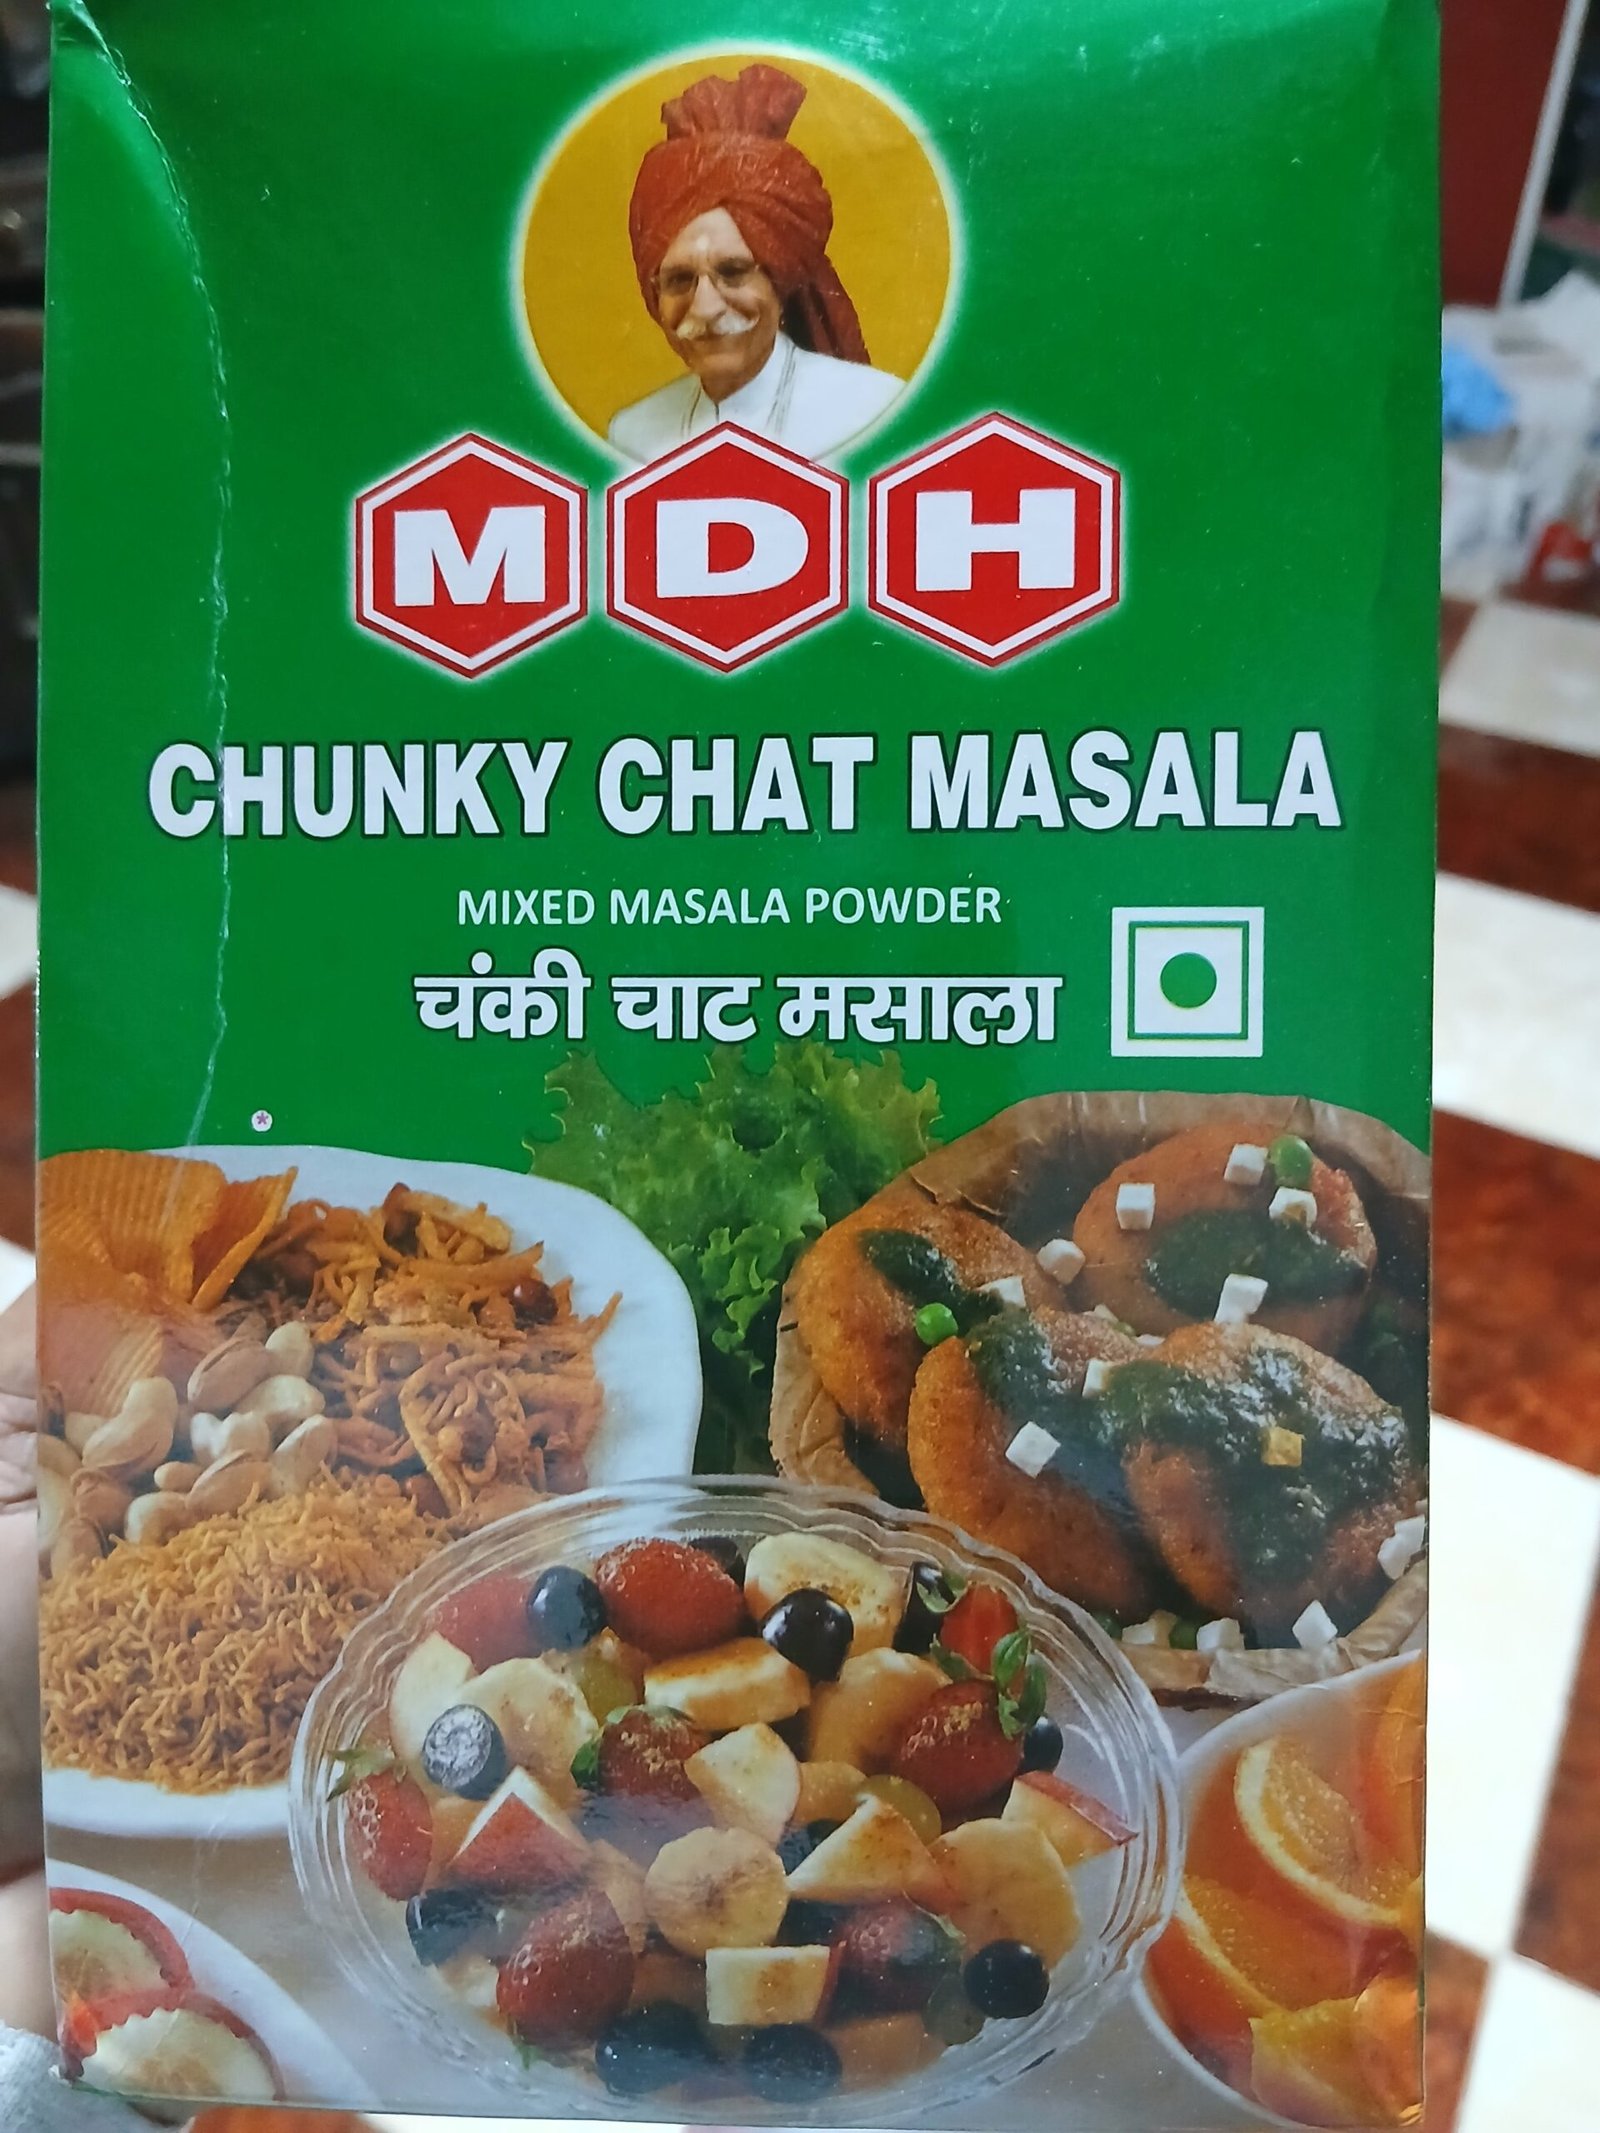 MDH
CHUNKY CHAT MASALA
MIXED MASALA POWDER
चंकी चाट मसाला
*